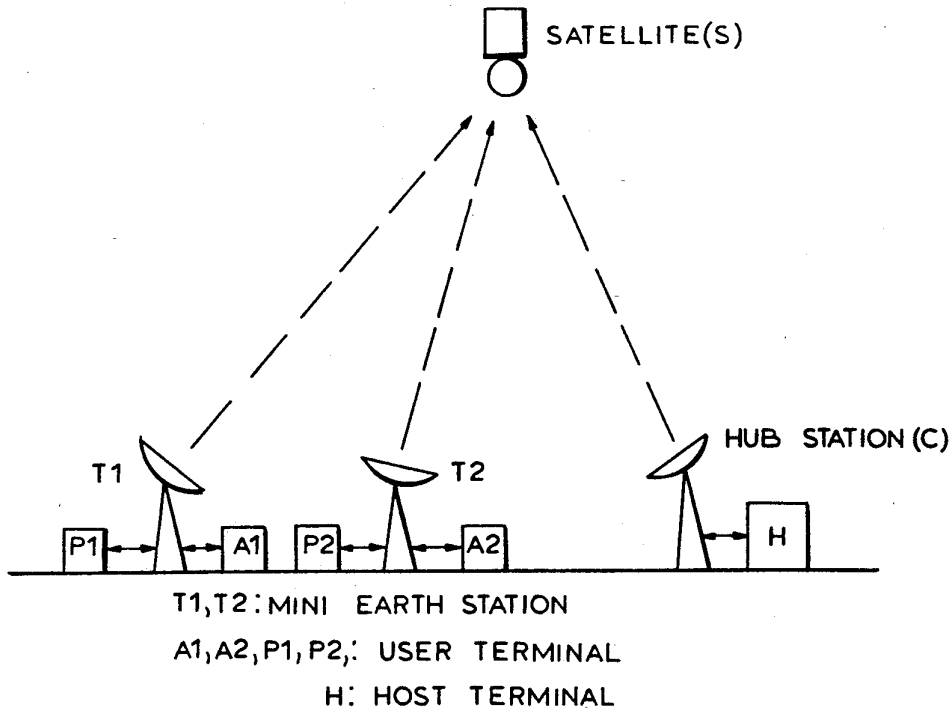 SATELLITE(S)
HUB STATION(C)
T1
T2
P1
A1
P2
A2
H
T1,T2: MINI EARTH STATION
A1,A2,P1,P2,: USER TERMINAL
H: HOST TERMINAL